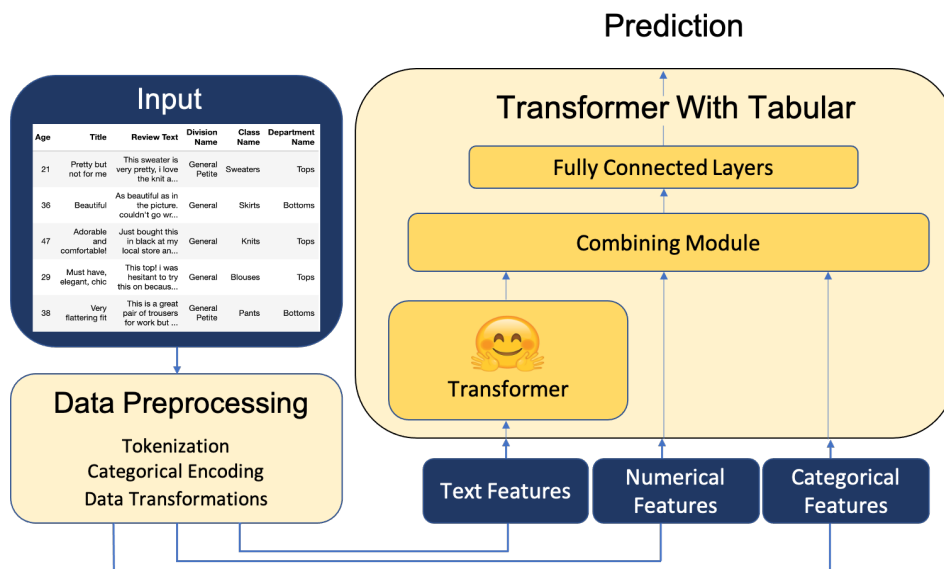 Prediction
Input
Age Title Review Text Division Name Class Name Department Name
21 Pretty but not for me This sweater is very pretty, i love the knit a... General Petite Sweaters Tops
36 Beautiful As beautiful as in the picture. couldn't go wr... General Skirts Bottoms
47 Adorable and comfortable! Just bought this in black at my local store an... General Knits Tops
29 Must have, elegant, chic This top! i was hesitant to try this on becaus... General Blouses Tops
38 Very flattering fit This is a great pair of trousers for work but ... General Petite Pants Bottoms
Data Preprocessing
Tokenization
Categorical Encoding
Data Transformations
Transformer With Tabular
Fully Connected Layers
Combining Module
Transformer
Text Features
Numerical
Features
Categorical
Features